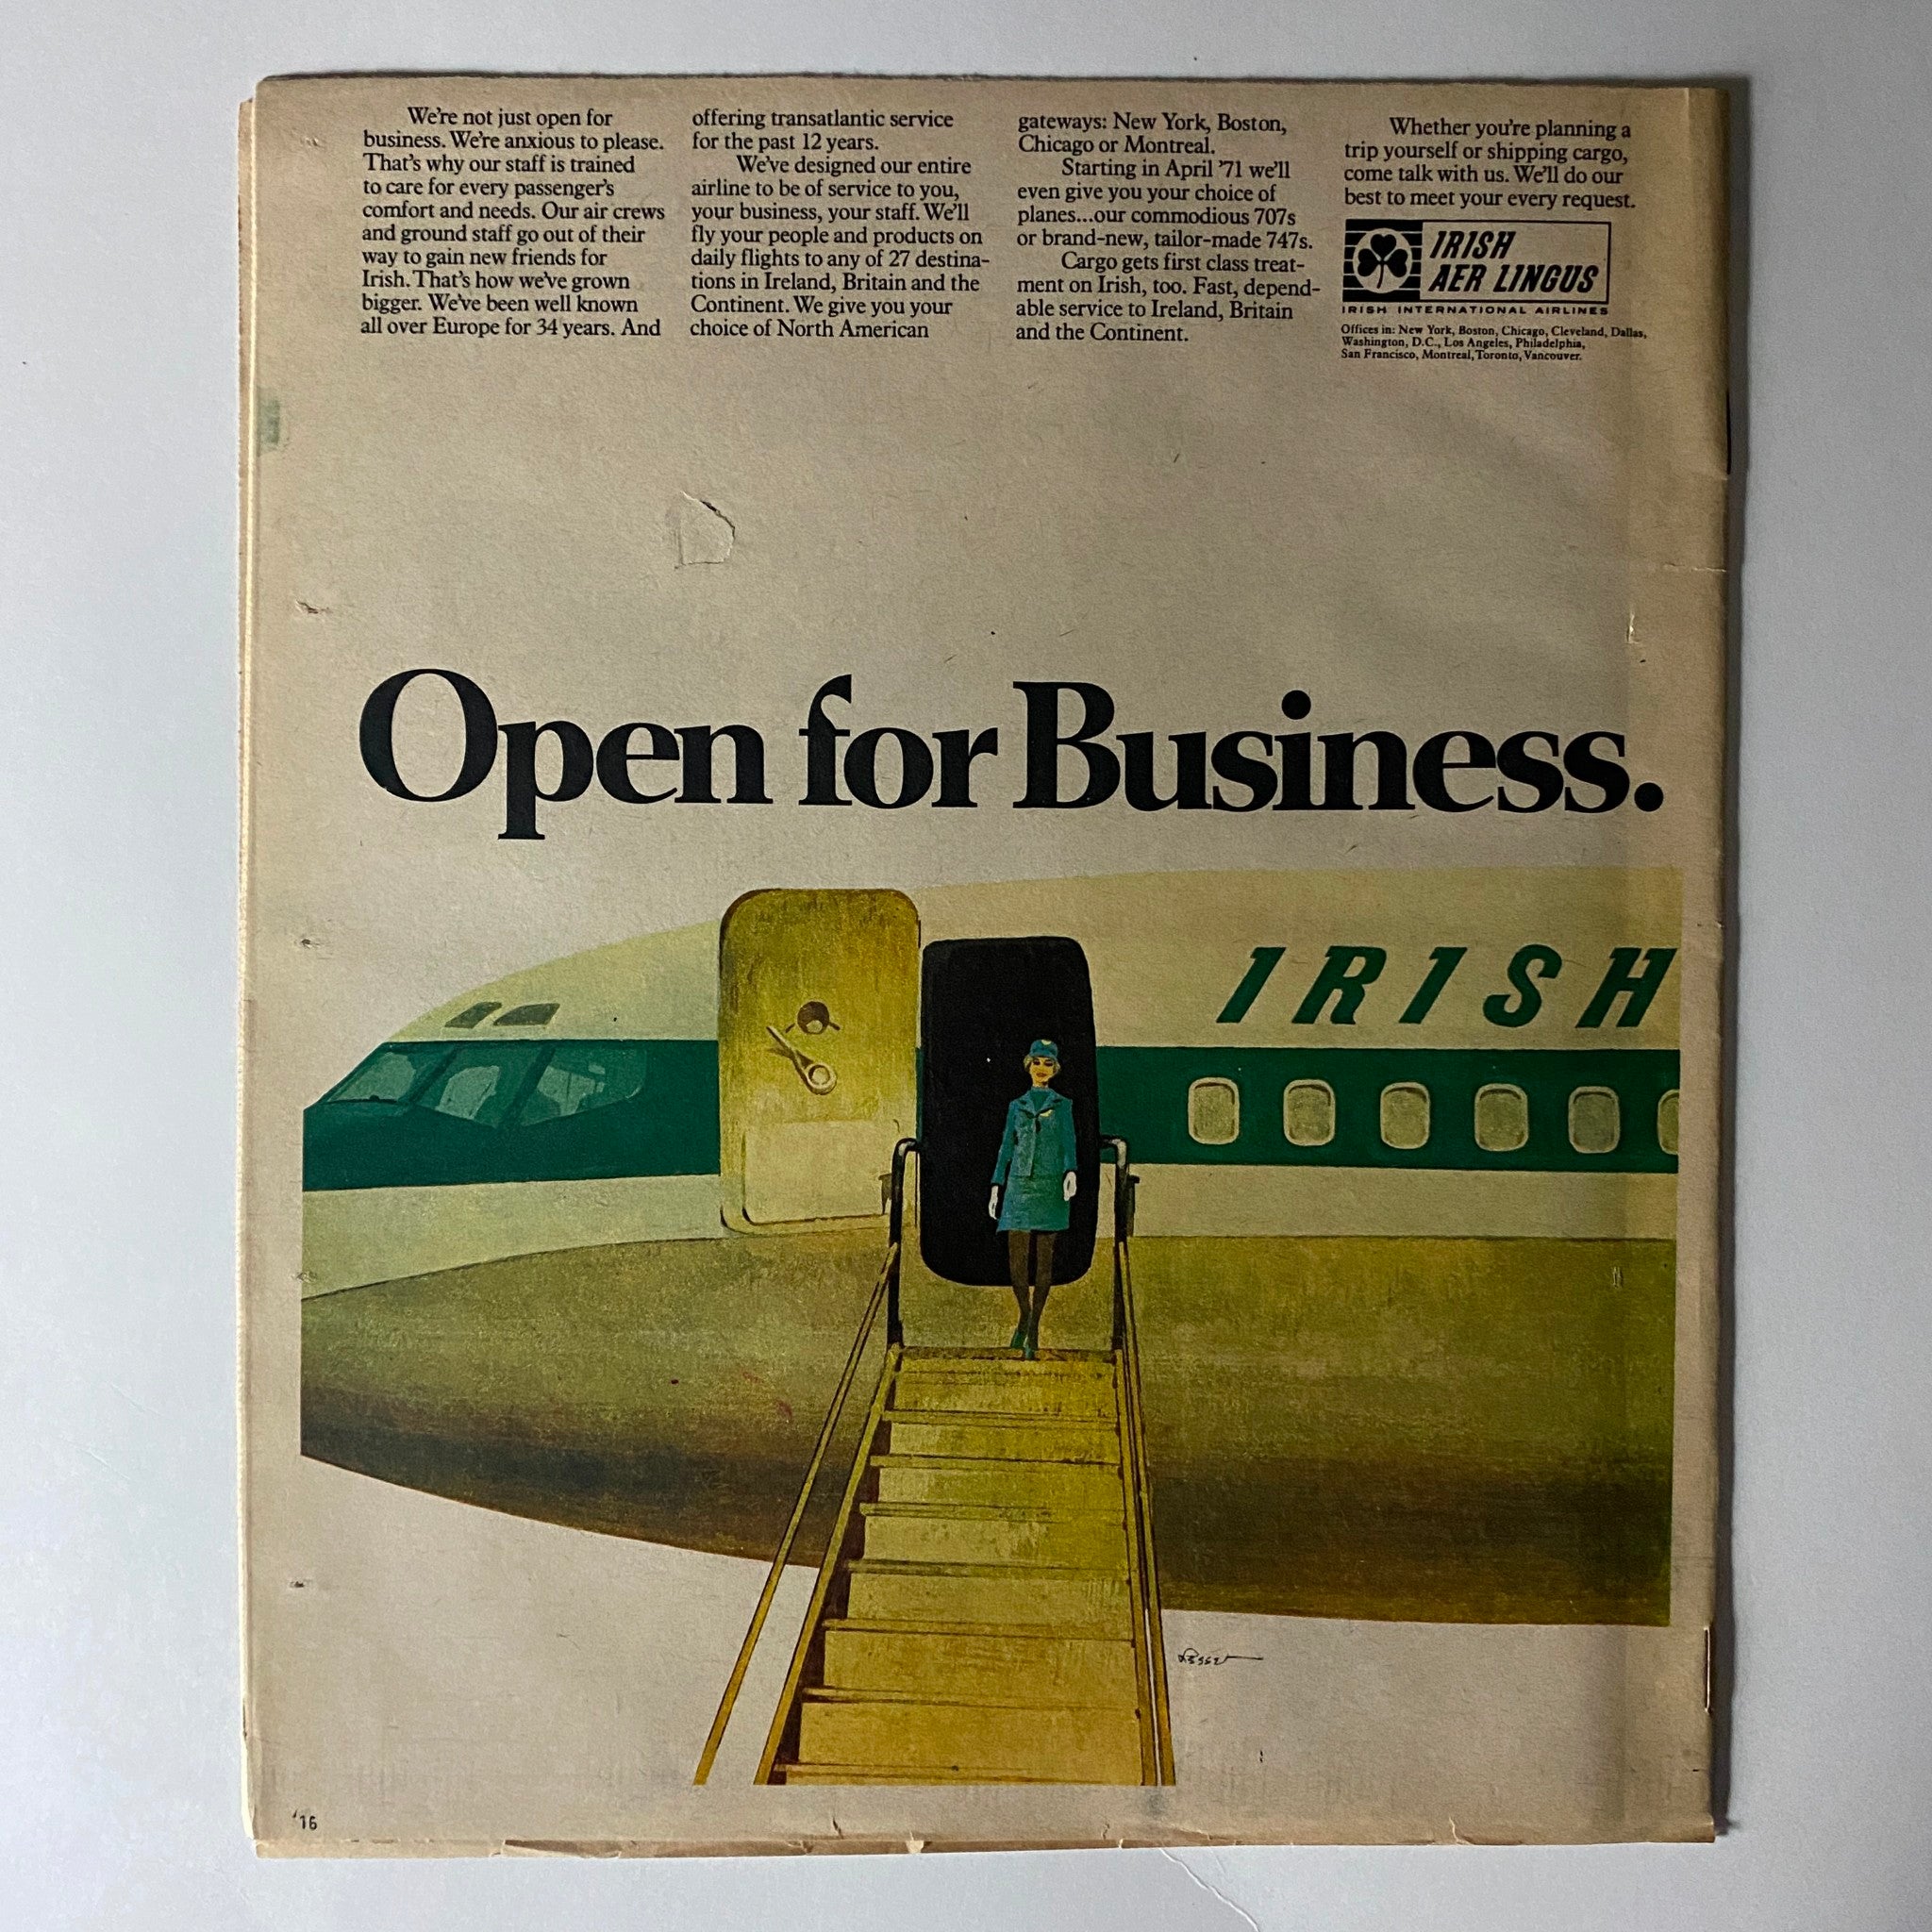 We're not just open for
business. We're anxious to please.
That's why our staff is trained
to care for every passenger's
comfort and needs. Our air crews
and ground staff go out of their
way to gain new friends for
Irish. That's how we've grown
bigger. We've been well known
all over Europe for 34 years. And
offering transatlantic service
for the past 12 years.
We've designed our entire
airline to be of service to you,
your business, your staff. We'll
fly your people and products on
daily flights to any of 27 destina-
tions in Ireland, Britain and the
Continent. We give you your
choice of North American
gateways: New York, Boston,
Chicago or Montreal.
Starting in April '71 we'll
even give you your choice of
planes...our commodious 707s
or brand-new, tailor-made 747s.
Cargo gets first class treat-
ment on Irish, too. Fast, depend-
able service to Ireland, Britain
and the Continent.
Whether you're planning a
trip yourself or shipping cargo,
come talk with us. We'll do our
best to meet your every request.
IRISH
AER LINGUS
IRISH INTERNATIONAL AIRLINES
Offices in: New York, Boston, Chicago, Cleveland, Dallas,
Washington, D.C., Los Angeles, Philadelphia,
San Francisco, Montreal, Toronto, Vancouver.
Open for Business.
IRISH
'16